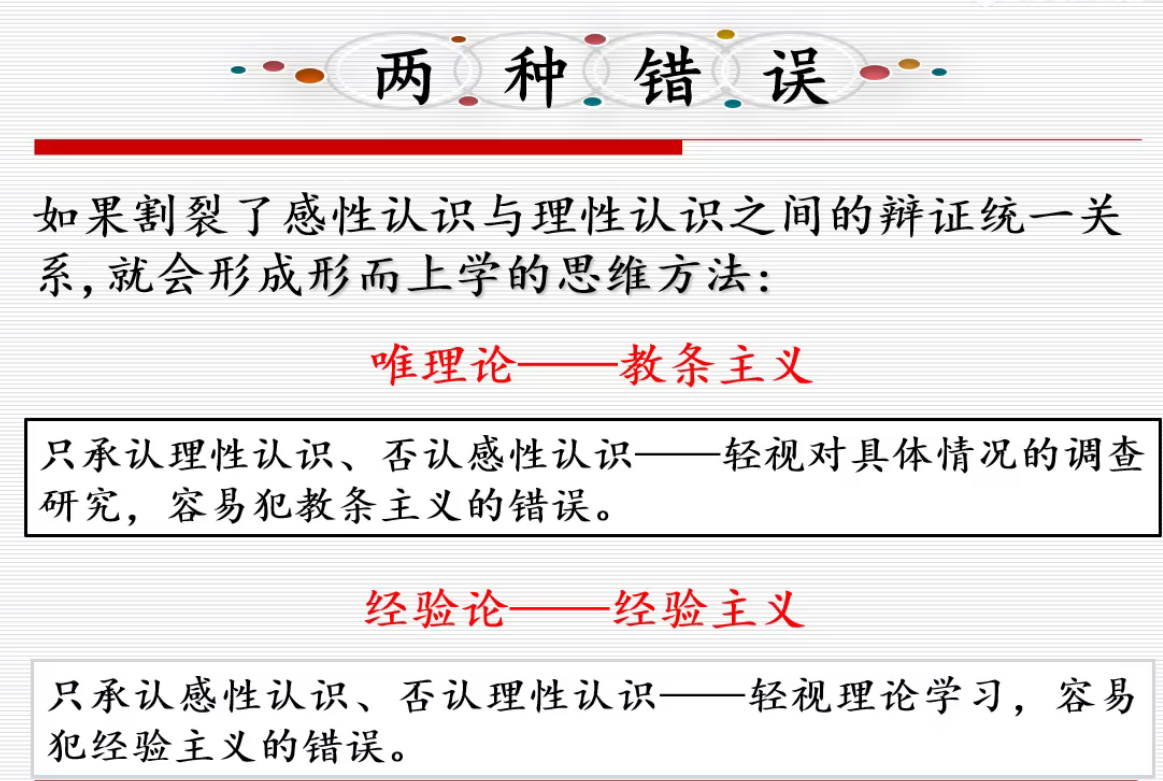 两种错误
如果割裂了感性认识与理性认识之间的辩证统一关
系,就会形成形而上学的思维方法:
唯理论——教条主义
只承认理性认识、否认感性认识——轻视对具体情况的调查
研究，容易犯教条主义的错误。
经验论——经验主义
只承认感性认识、否认理性认识——轻视理论学习，容易
犯经验主义的错误。